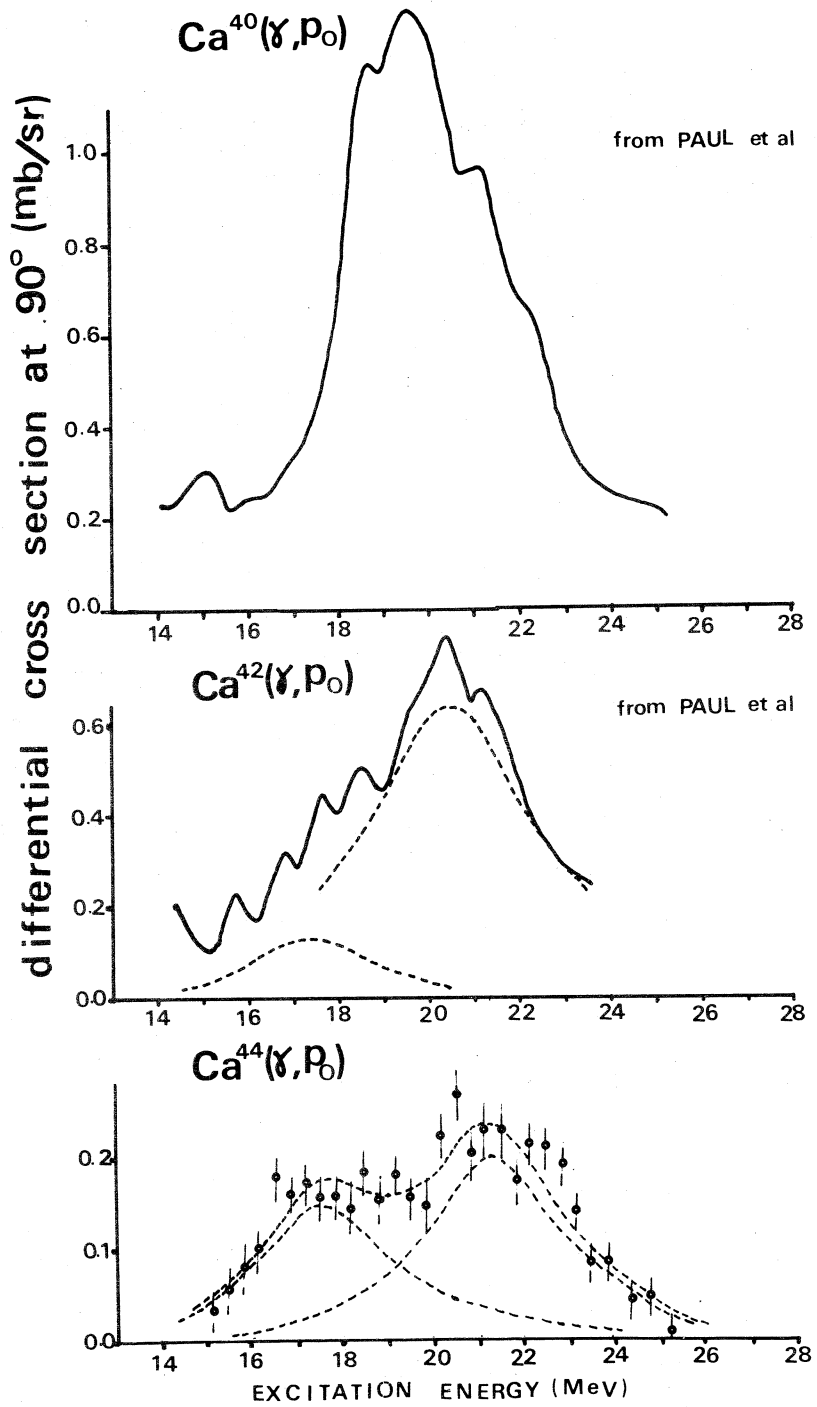 Ca⁴⁰(γ,p₀)
from PAUL et al
differential cross section at 90° (mb/sr)
1.0
0.8
0.6
0.4
0.2
0.0
14 16 18 20 22 24 26 28
Ca⁴²(γ,p₀)
from PAUL et al
0.6
0.4
0.2
0.0
14 16 18 20 22 24 26 28
Ca⁴⁴(γ,p₀)
0.2
0.1
0.0
14 16 18 20 22 24 26 28
EXCITATION ENERGY (MeV)